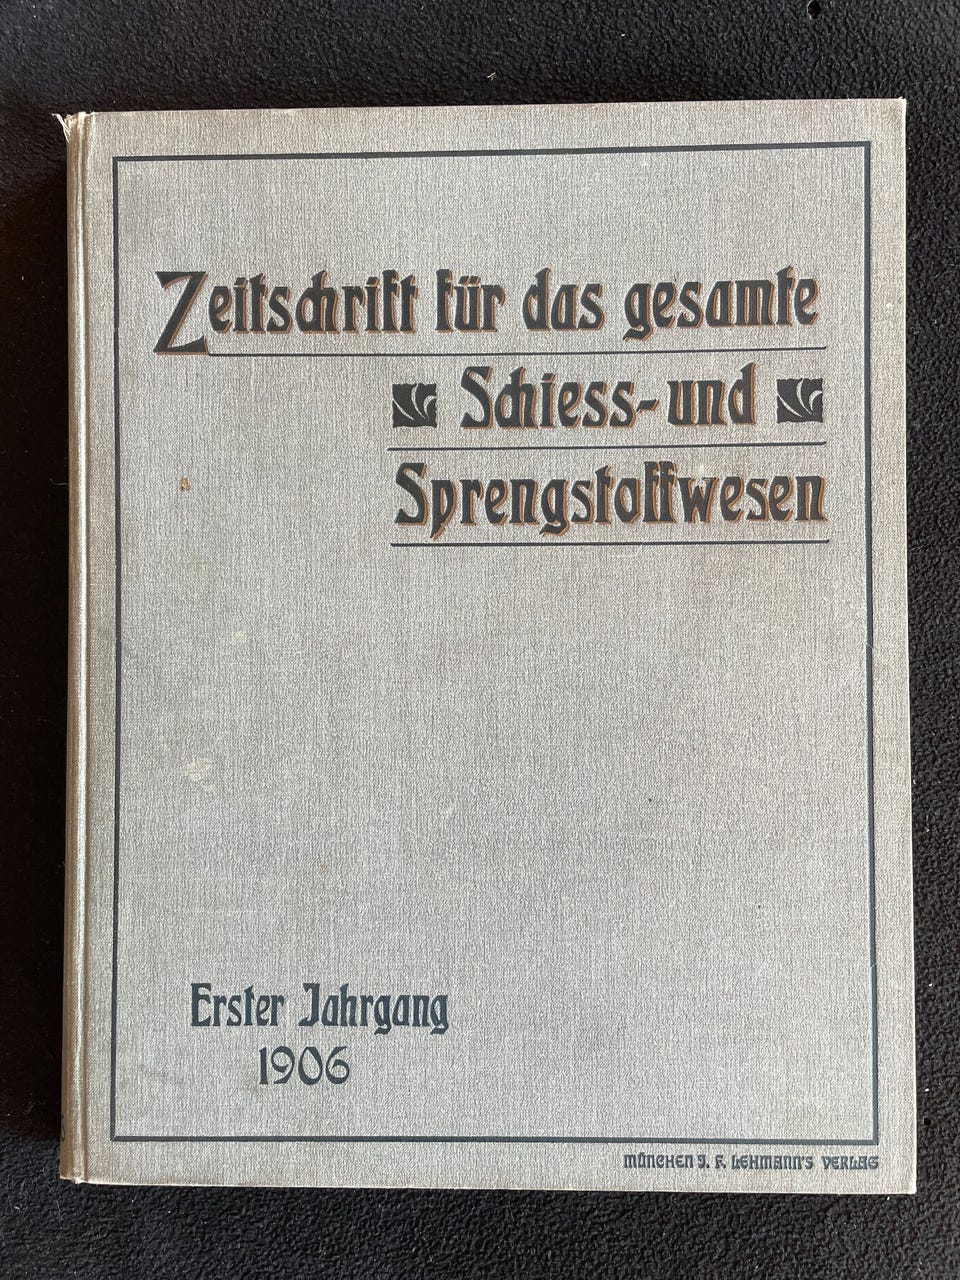 Zeitschrift für das gesamte
Schiess- und
Sprengstoffwesen
Erster Jahrgang
1906
MÜNCHEN J. F. LEHMANN'S VERLAG